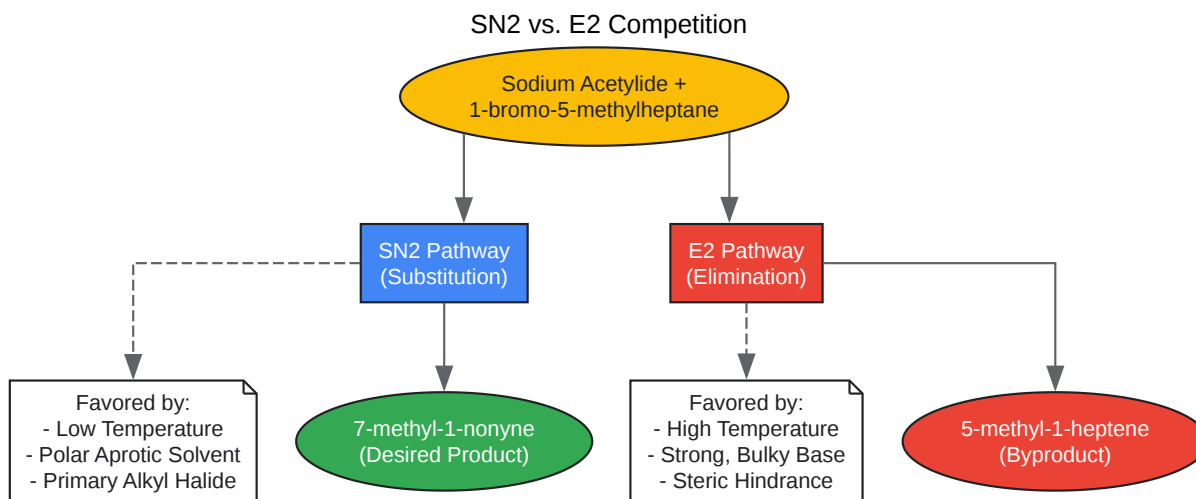 SN2 vs. E2 Competition
Sodium Acetylide +
1-bromo-5-methylheptane
SN2 Pathway
(Substitution)
E2 Pathway
(Elimination)
Favored by:
- Low Temperature
- Polar Aprotic Solvent
- Primary Alkyl Halide
7-methyl-1-nonyne
(Desired Product)
Favored by:
- High Temperature
- Strong, Bulky Base
- Steric Hindrance
5-methyl-1-heptene
(Byproduct)